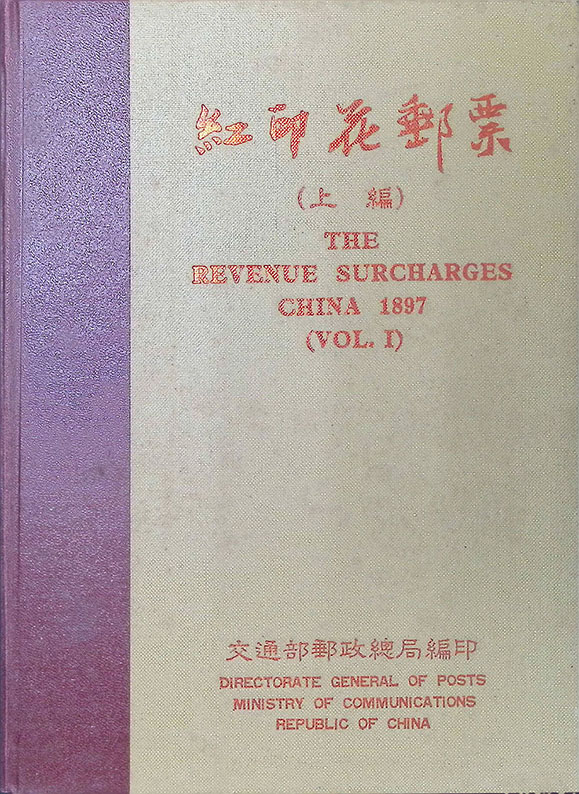 紅印花郵票
(上編)
THE
REVENUE SURCHARGES
CHINA 1897
(VOL. I)
交通部郵政總局編印
DIRECTORATE GENERAL OF POSTS
MINISTRY OF COMMUNICATIONS
REPUBLIC OF CHINA